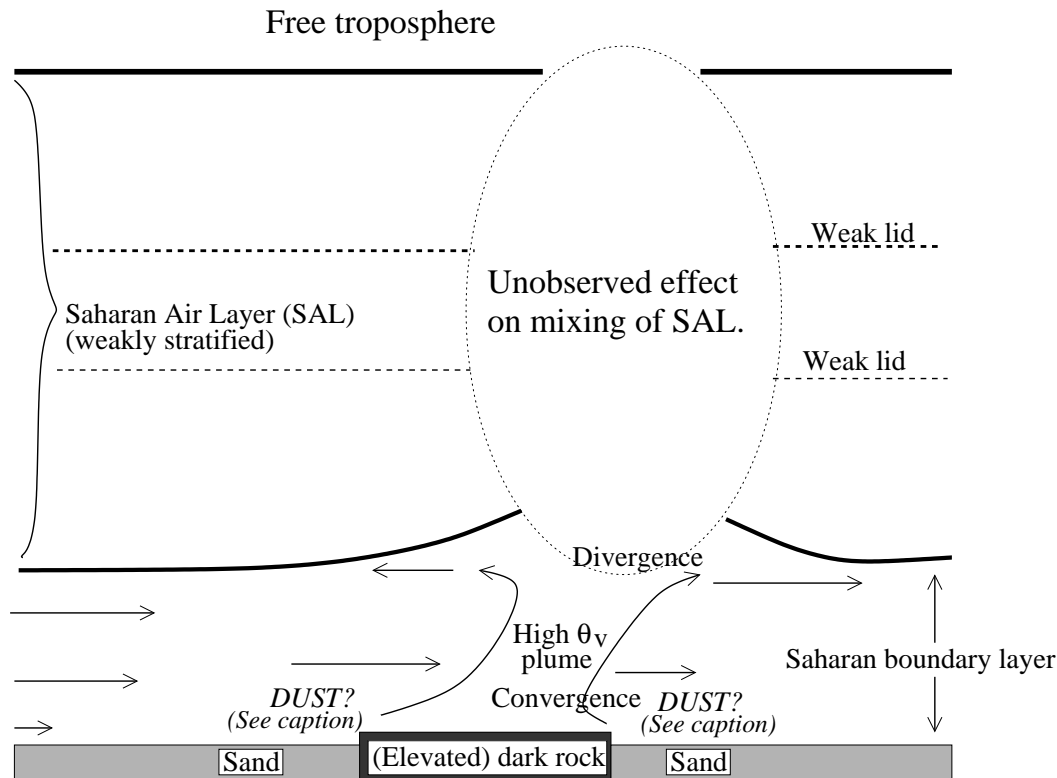 Free troposphere
Weak lid
Unobserved effect
on mixing of SAL.
Saharan Air Layer (SAL)
(weakly stratified)
Weak lid
Divergence
High θv
plume
Saharan boundary layer
Convergence
DUST?
(See caption)
DUST?
(See caption)
Sand
(Elevated) dark rock
Sand